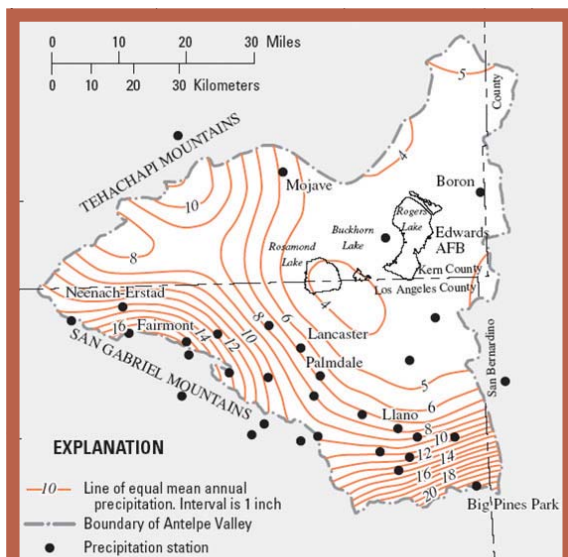 0 10 20 30 Miles
0 10 20 30 Kilometers
5
County
TEHACHAPI MOUNTAINS
4
10
Mojave
Boron
Rogers
Lake
Buckhorn
Lake
Edwards
AFB
8
Rosamond
Lake
Kern County
Los Angeles County
4
Neenach-Erstad
16
Fairmont
14
12
10
8
6
Lancaster
Palmdale
SAN GABRIEL MOUNTAINS
San Bernardino
5
6
Llano
8
10
12
14
16
18
20
Big Pines Park
EXPLANATION
10 Line of equal mean annual
precipitation. Interval is 1 inch
Boundary of Antelpe Valley
Precipitation station